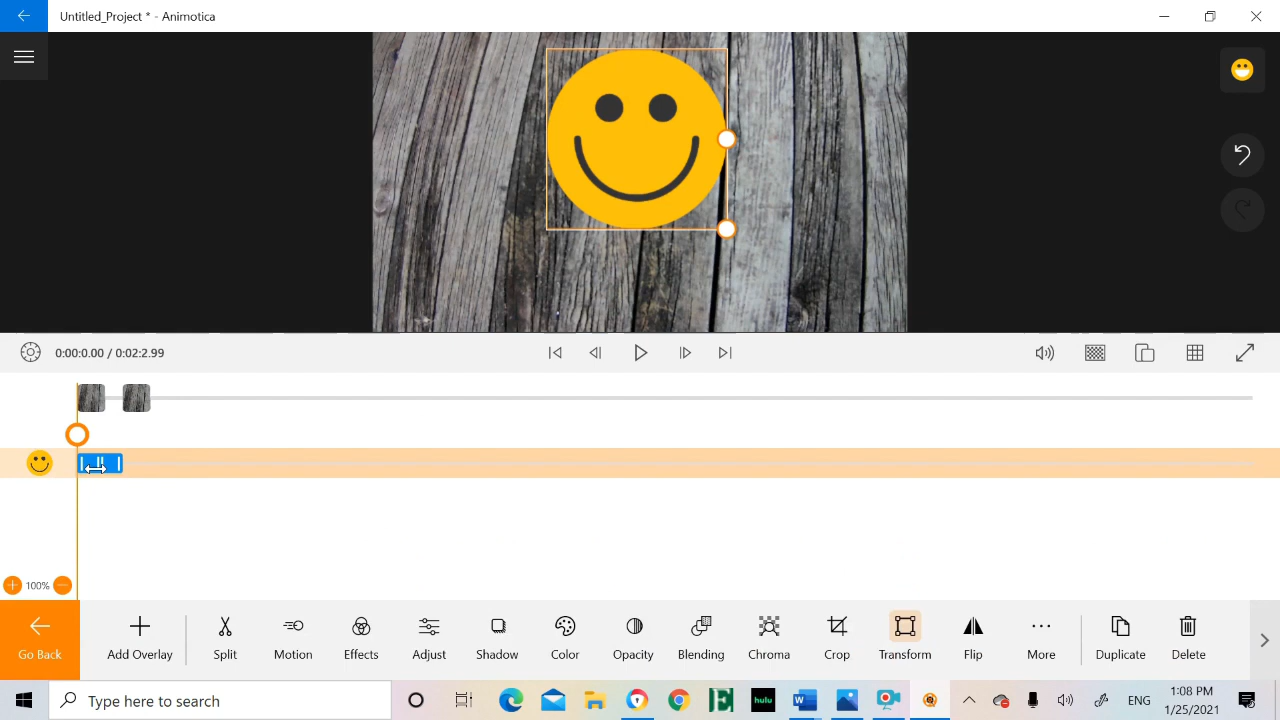 Untitled_Project * - Animotica
0:00:0.00 / 0:02:2.99
100%
Go Back
Add Overlay
Split
Motion
Effects
Adjust
Shadow
Color
Opacity
Blending
Chroma
Crop
Transform
Flip
More
Duplicate
Delete
Type here to search
E
hulu
W
ENG
1:08 PM
1/25/2021